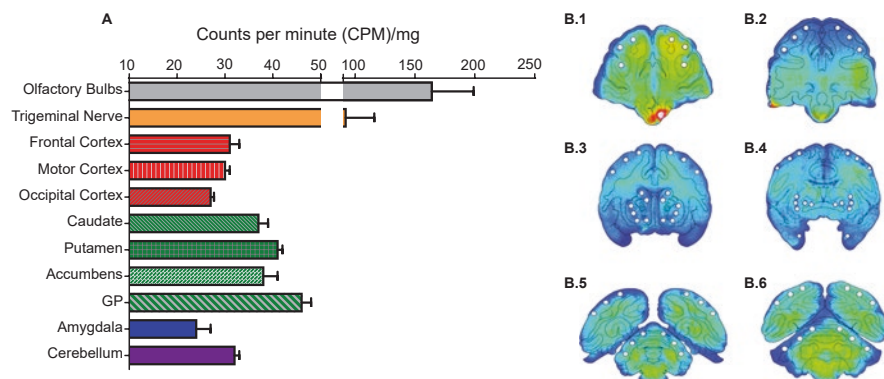 A
Counts per minute (CPM)/mg
10 20 30 40 50 90 100 150 200 250
Olfactory Bulbs
Trigeminal Nerve
Frontal Cortex
Motor Cortex
Occipital Cortex
Caudate
Putamen
Accumbens
GP
Amygdala
Cerebellum
B.1 B.2
B.3 B.4
B.5 B.6